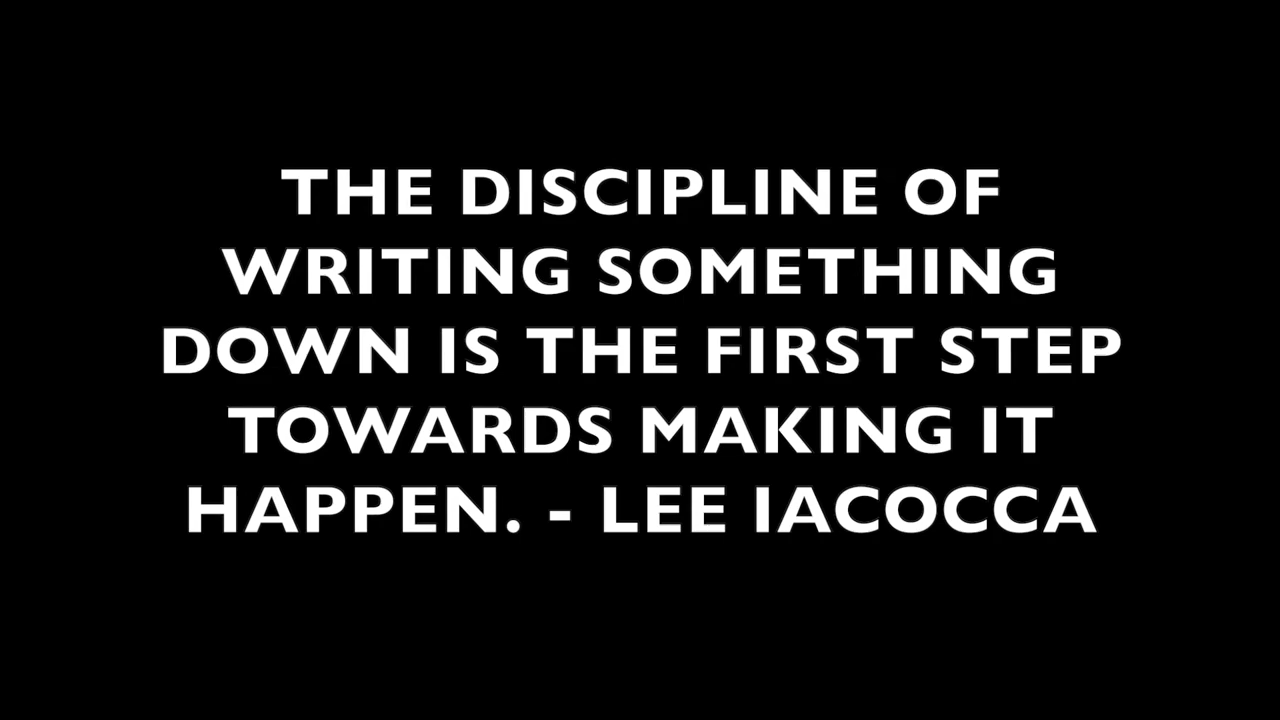 THE DISCIPLINE OF
WRITING SOMETHING
DOWN IS THE FIRST STEP
TOWARDS MAKING IT
HAPPEN. - LEE IACOCCA